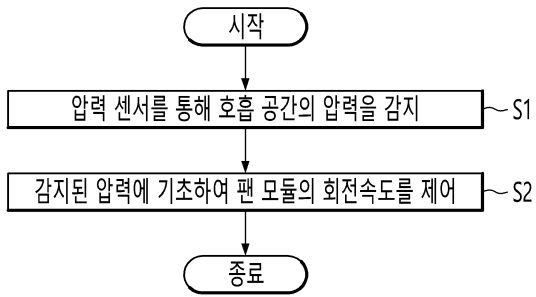 시작
압력 센서를 통해 호흡 공간의 압력을 감지
S1
감지된 압력에 기초하여 팬 모듈의 회전속도를 제어
S2
종료